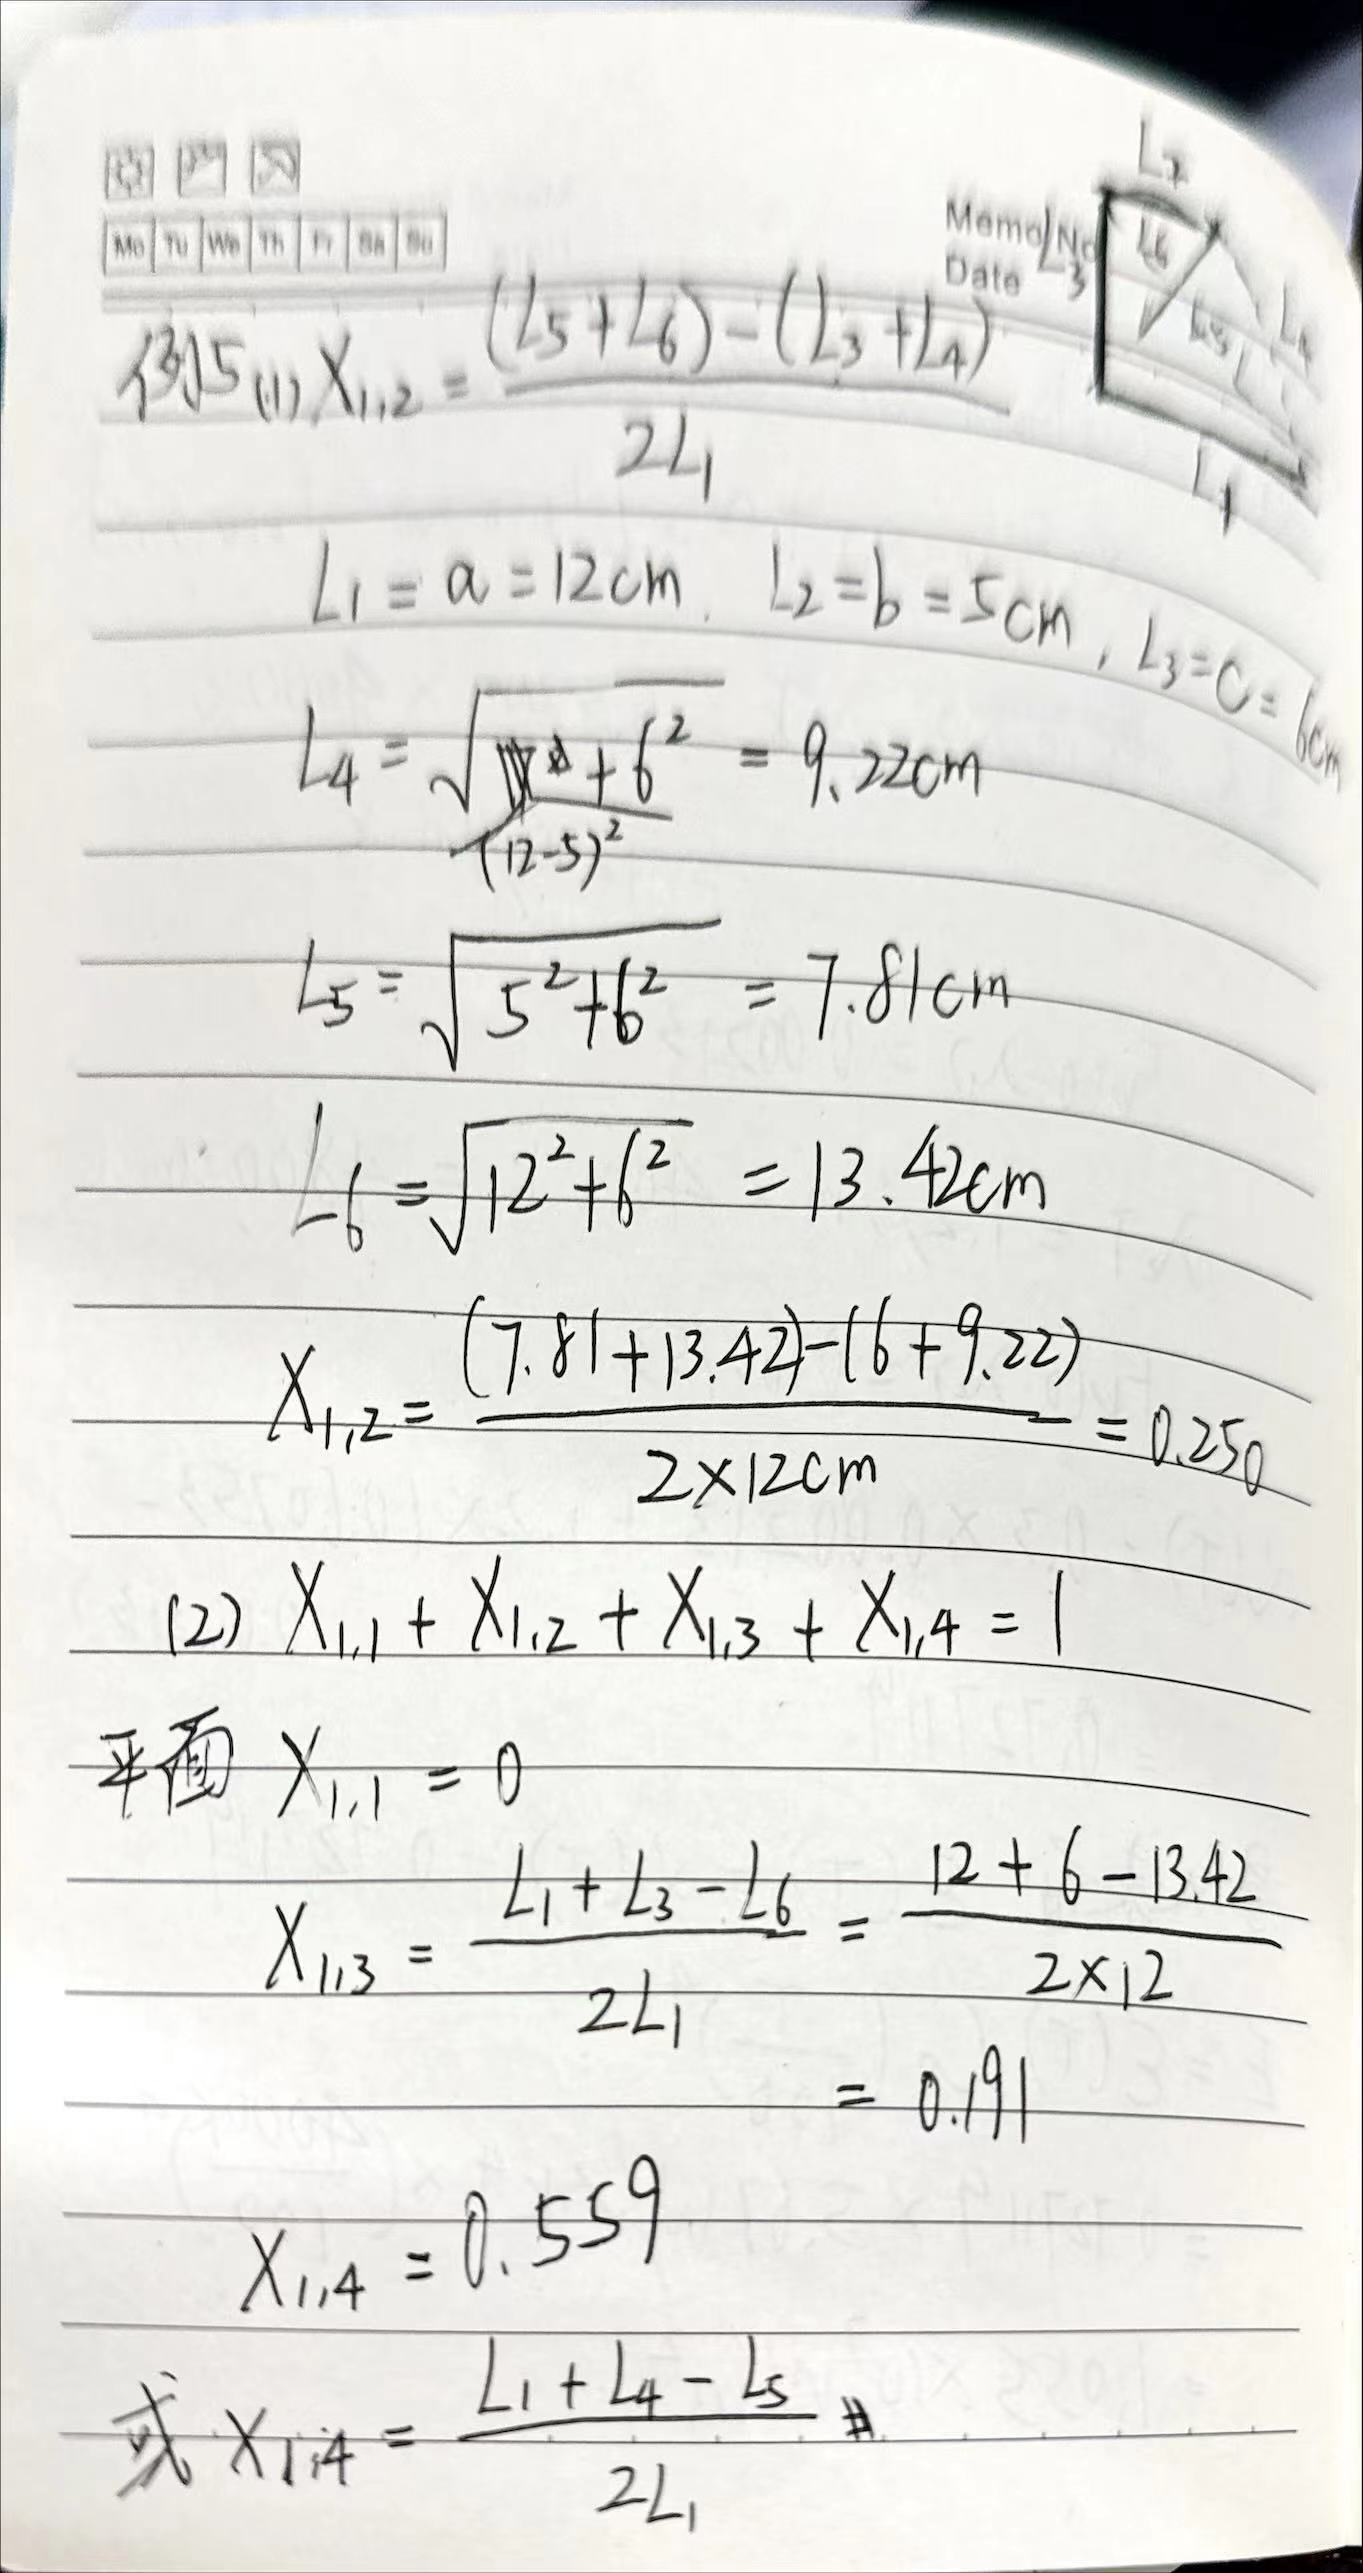 Mo Tu We Th Fr Sa Su
Memo No
Date
L₂
L₃
L₆
L₅
L₄
L₁
例5 (1) X₁,₂ = (L₅+L₆)-(L₃+L₄) / 2L₁
L₁ = a = 12cm. L₂ = b = 5cm, L₃ = c = 6cm
L₄ = √((12-5)² + 6²) = 9.22cm
L₅ = √(5²+6²) = 7.81cm
L₆ = √(12²+6²) = 13.42cm
X₁,₂ = (7.81+13.42)-(6+9.22) / 2×12cm = 0.250
(2) X₁,₁ + X₁,₂ + X₁,₃ + X₁,₄ = 1
平面 X₁,₁ = 0
X₁,₃ = L₁+L₃-L₆ / 2L₁ = 12+6-13.42 / 2×12
= 0.191
X₁,₄ = 0.559
或 X₁,₄ = L₁+L₄-L₅ / 2L₁ #